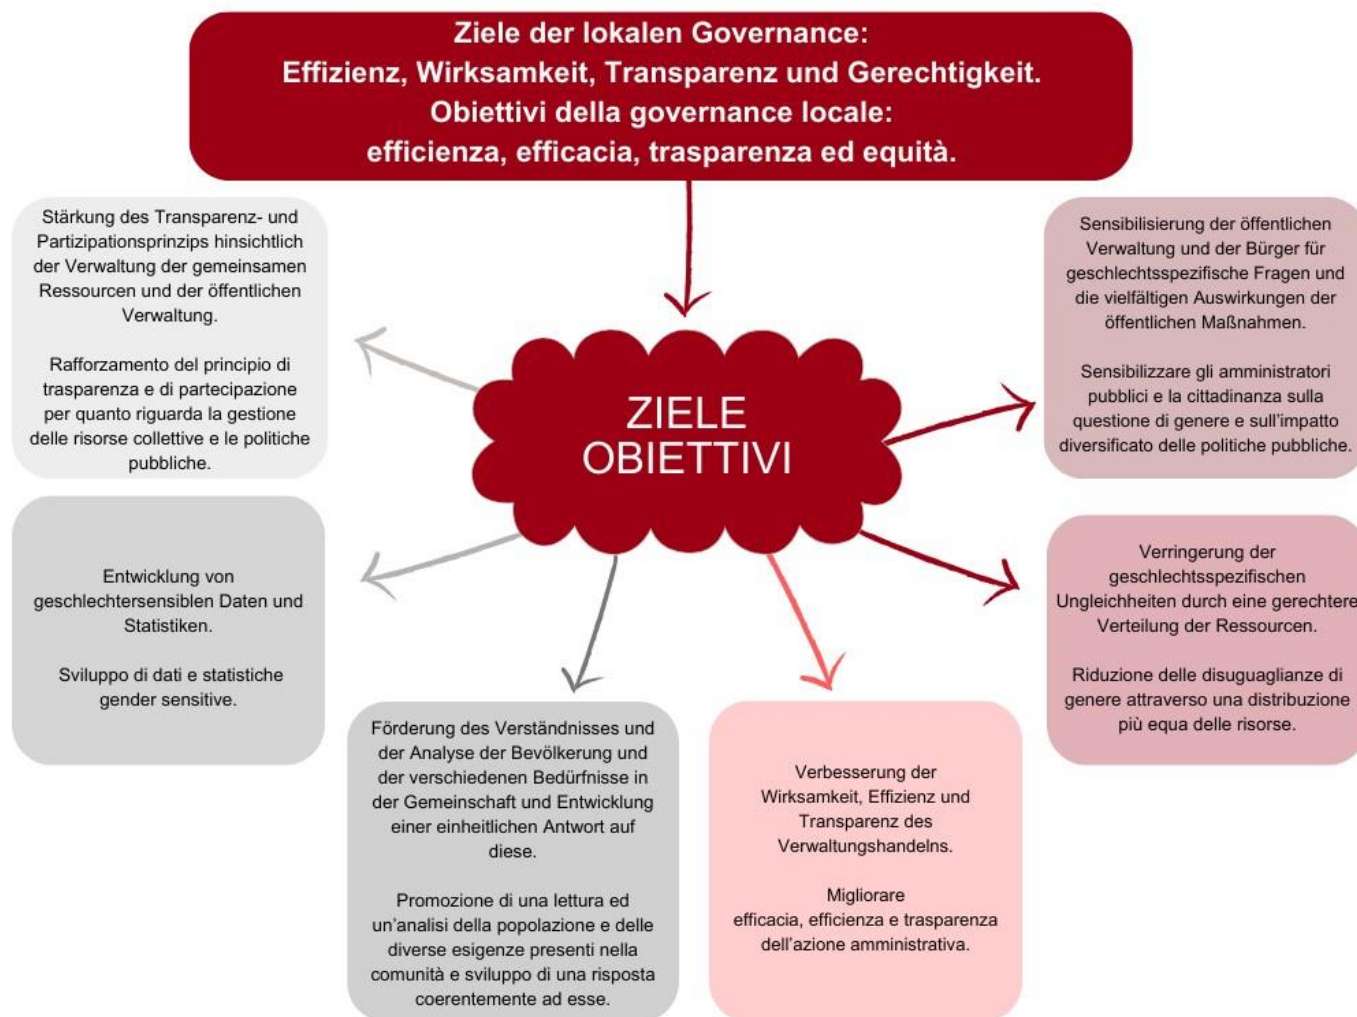 Ziele der lokalen Governance:
Effizienz, Wirksamkeit, Transparenz und Gerechtigkeit.
Obiettivi della governance locale:
efficienza, efficacia, trasparenza ed equità.
Stärkung des Transparenz- und
Partizipationsprinzips hinsichtlich
der Verwaltung der gemeinsamen
Ressourcen und der öffentlichen
Verwaltung.
Rafforzamento del principio di
trasparenza e di partecipazione
per quanto riguarda la gestione
delle risorse collettive e le politiche
pubbliche.
Sensibilisierung der öffentlichen
Verwaltung und der Bürger für
geschlechtsspezifische Fragen und
die vielfältigen Auswirkungen der
öffentlichen Maßnahmen.
Sensibilizzare gli amministratori
pubblici e la cittadinanza sulla
questione di genere e sull'impatto
diversificato delle politiche pubbliche.
ZIELE
OBIETTIVI
Entwicklung von
geschlechtersensiblen Daten und
Statistiken.
Sviluppo di dati e statistiche
gender sensitive.
Verringerung der
geschlechtsspezifischen
Ungleichheiten durch eine gerechtere
Verteilung der Ressourcen.
Riduzione delle disuguaglianze di
genere attraverso una distribuzione
più equa delle risorse.
Förderung des Verständnisses und
der Analyse der Bevölkerung und
der verschiedenen Bedürfnisse in
der Gemeinschaft und Entwicklung
einer einheitlichen Antwort auf
diese.
Promozione di una lettura ed
un'analisi della popolazione e delle
diverse esigenze presenti nella
comunità e sviluppo di una risposta
coerentemente ad esse.
Verbesserung der
Wirksamkeit, Effizienz und
Transparenz des
Verwaltungshandelns.
Migliorare
efficacia, efficienza e trasparenza
dell'azione amministrativa.